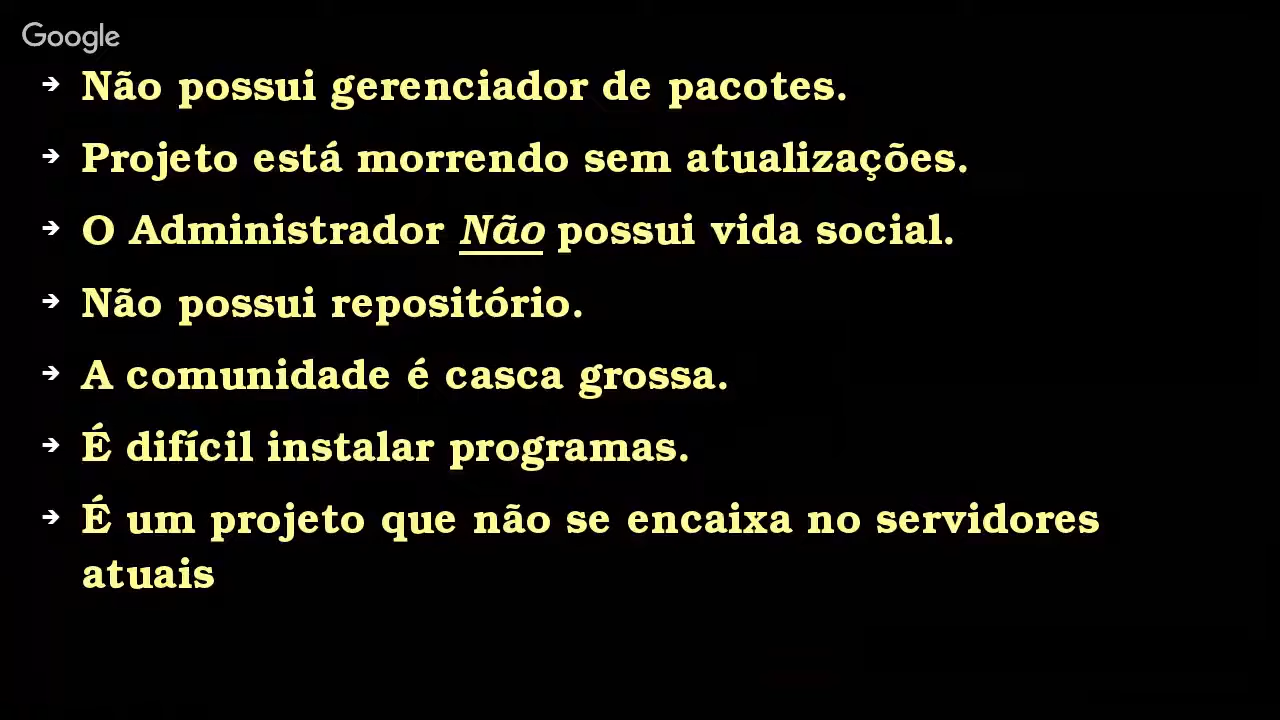 Google
Não possui gerenciador de pacotes.
Projeto está morrendo sem atualizações.
O Administrador Não possui vida social.
Não possui repositório.
A comunidade é casca grossa.
É difícil instalar programas.
É um projeto que não se encaixa no servidores
atuais